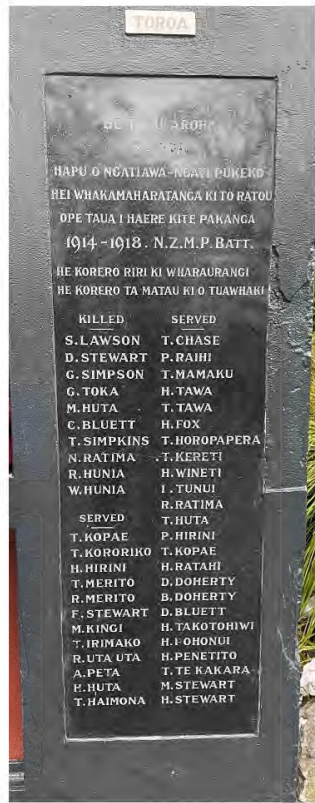 TOROA
HE TOHU AROHA
HAPU O NGATIAWA-NGATI PUKEKO
HEI WHAKAMAHARATANGA KI TO RATOU
OPE TAUA I HAERE KITE PAKANGA
1914-1918. N.Z.M.P. BATT.
HE KORERO RIRI KI WHARAURANGI
HE KORERO TA MATAU KI O TUAWHAKI
KILLED
S. LAWSON
D. STEWART
G. SIMPSON
G. TOKA
M. HUTA
C. BLUETT
T. SIMPKINS
N. RATIMA
R. HUNIA
W. HUNIA
SERVED
T. KOPAE
T. KORORIKO
H. HIRINI
T. MERITO
R. MERITO
F. STEWART
M. KINGI
T. IRIMAKO
R. UTA UTA
A. PETA
H. HUTA
T. HAIMONA
SERVED
T. CHASE
P. RAIHI
T. MAMAKU
H. TAWA
T. TAWA
H. FOX
T. HOROPAPERA
T. KERETI
H. WINETI
I. TUNUI
R. RATIMA
T. HUTA
P. HIRINI
T. KOPAE
H. RATAHI
D. DOHERTY
B. DOHERTY
D. BLUETT
H. TAKOTOHIWI
H. POHONUI
H. PENETITO
T. TE KAKARA
M. STEWART
H. STEWART